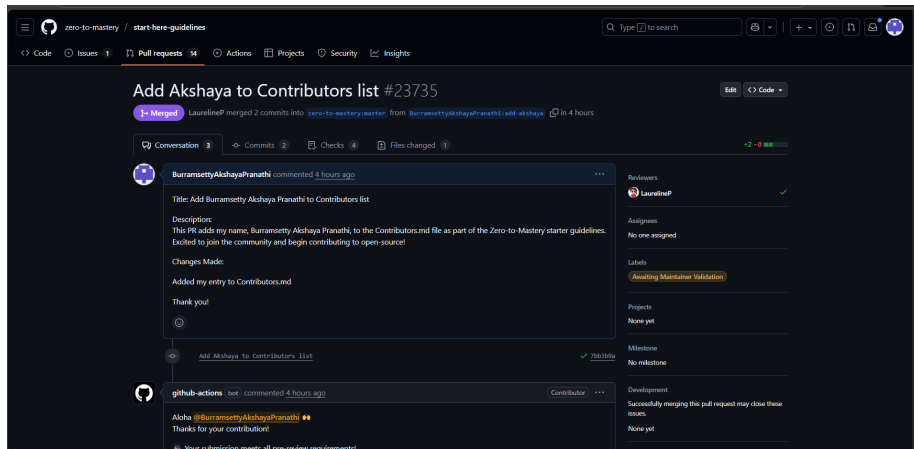 zero-to-mastery / start-here-guidelines
Type / to search
Code
Issues 1
Pull requests 14
Actions
Projects
Security
Insights
Add Akshaya to Contributors list #23735
Edit
Code
Merged
LaurelineP merged 2 commits into zero-to-mastery:master from BurramsettyAkshayaPranathi:add-akshaya in 4 hours
Conversation 3
Commits 2
Checks 4
Files changed 1
+2 −0
BurramsettyAkshayaPranathi commented 4 hours ago
Title: Add Burramsetty Akshaya Pranathi to Contributors list
Description:
This PR adds my name, Burramsetty Akshaya Pranathi, to the Contributors.md file as part of the Zero-to-Mastery starter guidelines.
Excited to join the community and begin contributing to open-source!
Changes Made:
Added my entry to Contributors.md
Thank you!
Add Akshaya to Contributors list
7bb3b9a
github-actions bot commented 4 hours ago
Contributor
Aloha @BurramsettyAkshayaPranathi 🙌
Thanks for your contribution!
🎉 Your submission meets all pre-review requirements!
Reviewers
LaurelineP
Assignees
No one assigned
Labels
Awaiting Maintainer Validation
Projects
None yet
Milestone
No milestone
Development
Successfully merging this pull request may close these
issues.
None yet